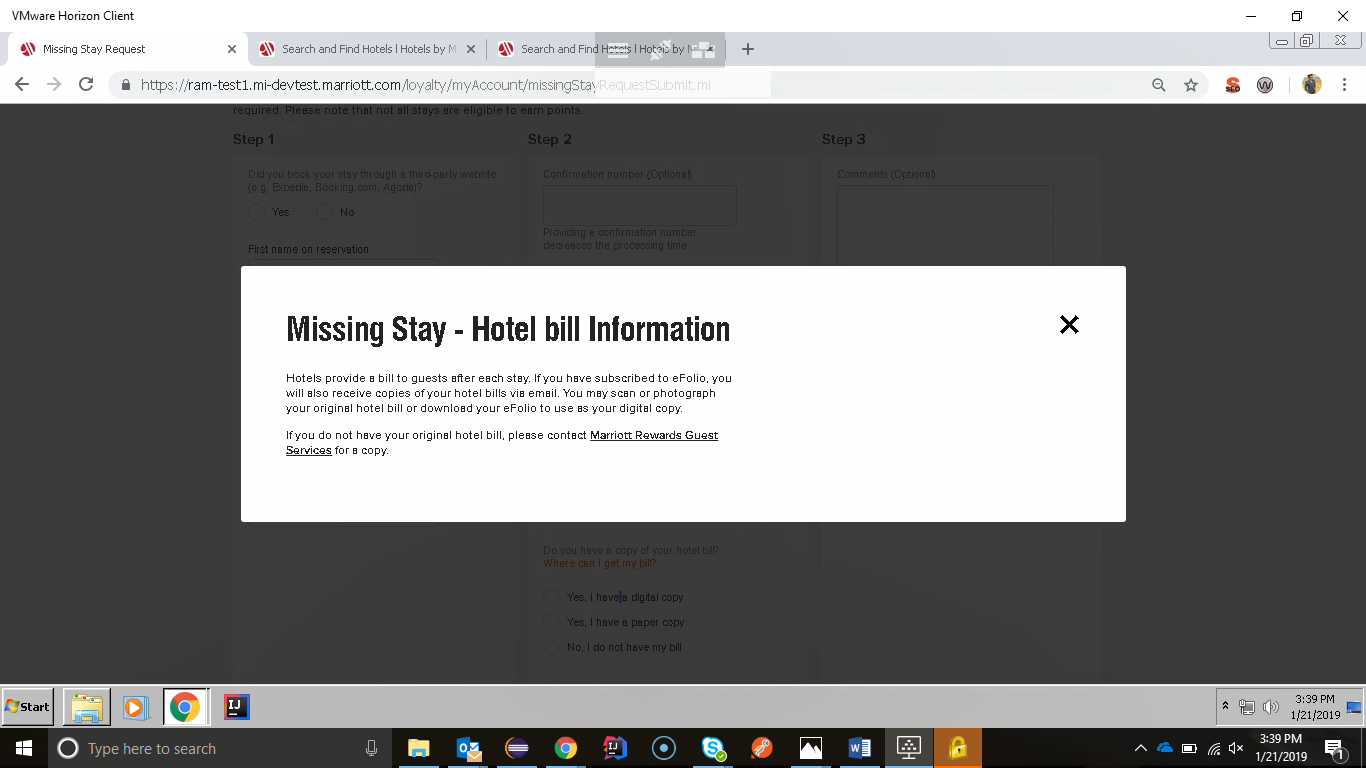 VMware Horizon Client
Missing Stay Request
Search and Find Hotels | Hotels by M
Search and Find Hotels | Hotels by M
https://ram-test1.mi-devtest.marriott.com/loyalty/myAccount/missingStayRequestSubmit.mi
required. Please note that not all stays are eligible to earn points.
Step 1
Step 2
Step 3
Did you book your stay through a third-party website
(e.g. Expedia, Booking.com, Agoda)?
Yes
No
First name on reservation
Confirmation number (Optional)
Providing a confirmation number
decreases the processing time.
Comments (Optional)
Missing Stay - Hotel bill Information
Hotels provide a bill to guests after each stay. If you have subscribed to eFolio, you
will also receive copies of your hotel bills via email. You may scan or photograph
your original hotel bill or download your eFolio to use as your digital copy.
If you do not have your original hotel bill, please contact Marriott Rewards Guest
Services for a copy.
Do you have a copy of your hotel bill?
Where can I get my bill?
Yes, I have a digital copy
Yes, I have a paper copy
No, I do not have my bill
Start
IJ
3:39 PM
1/21/2019
Type here to search
3:39 PM
1/21/2019
1